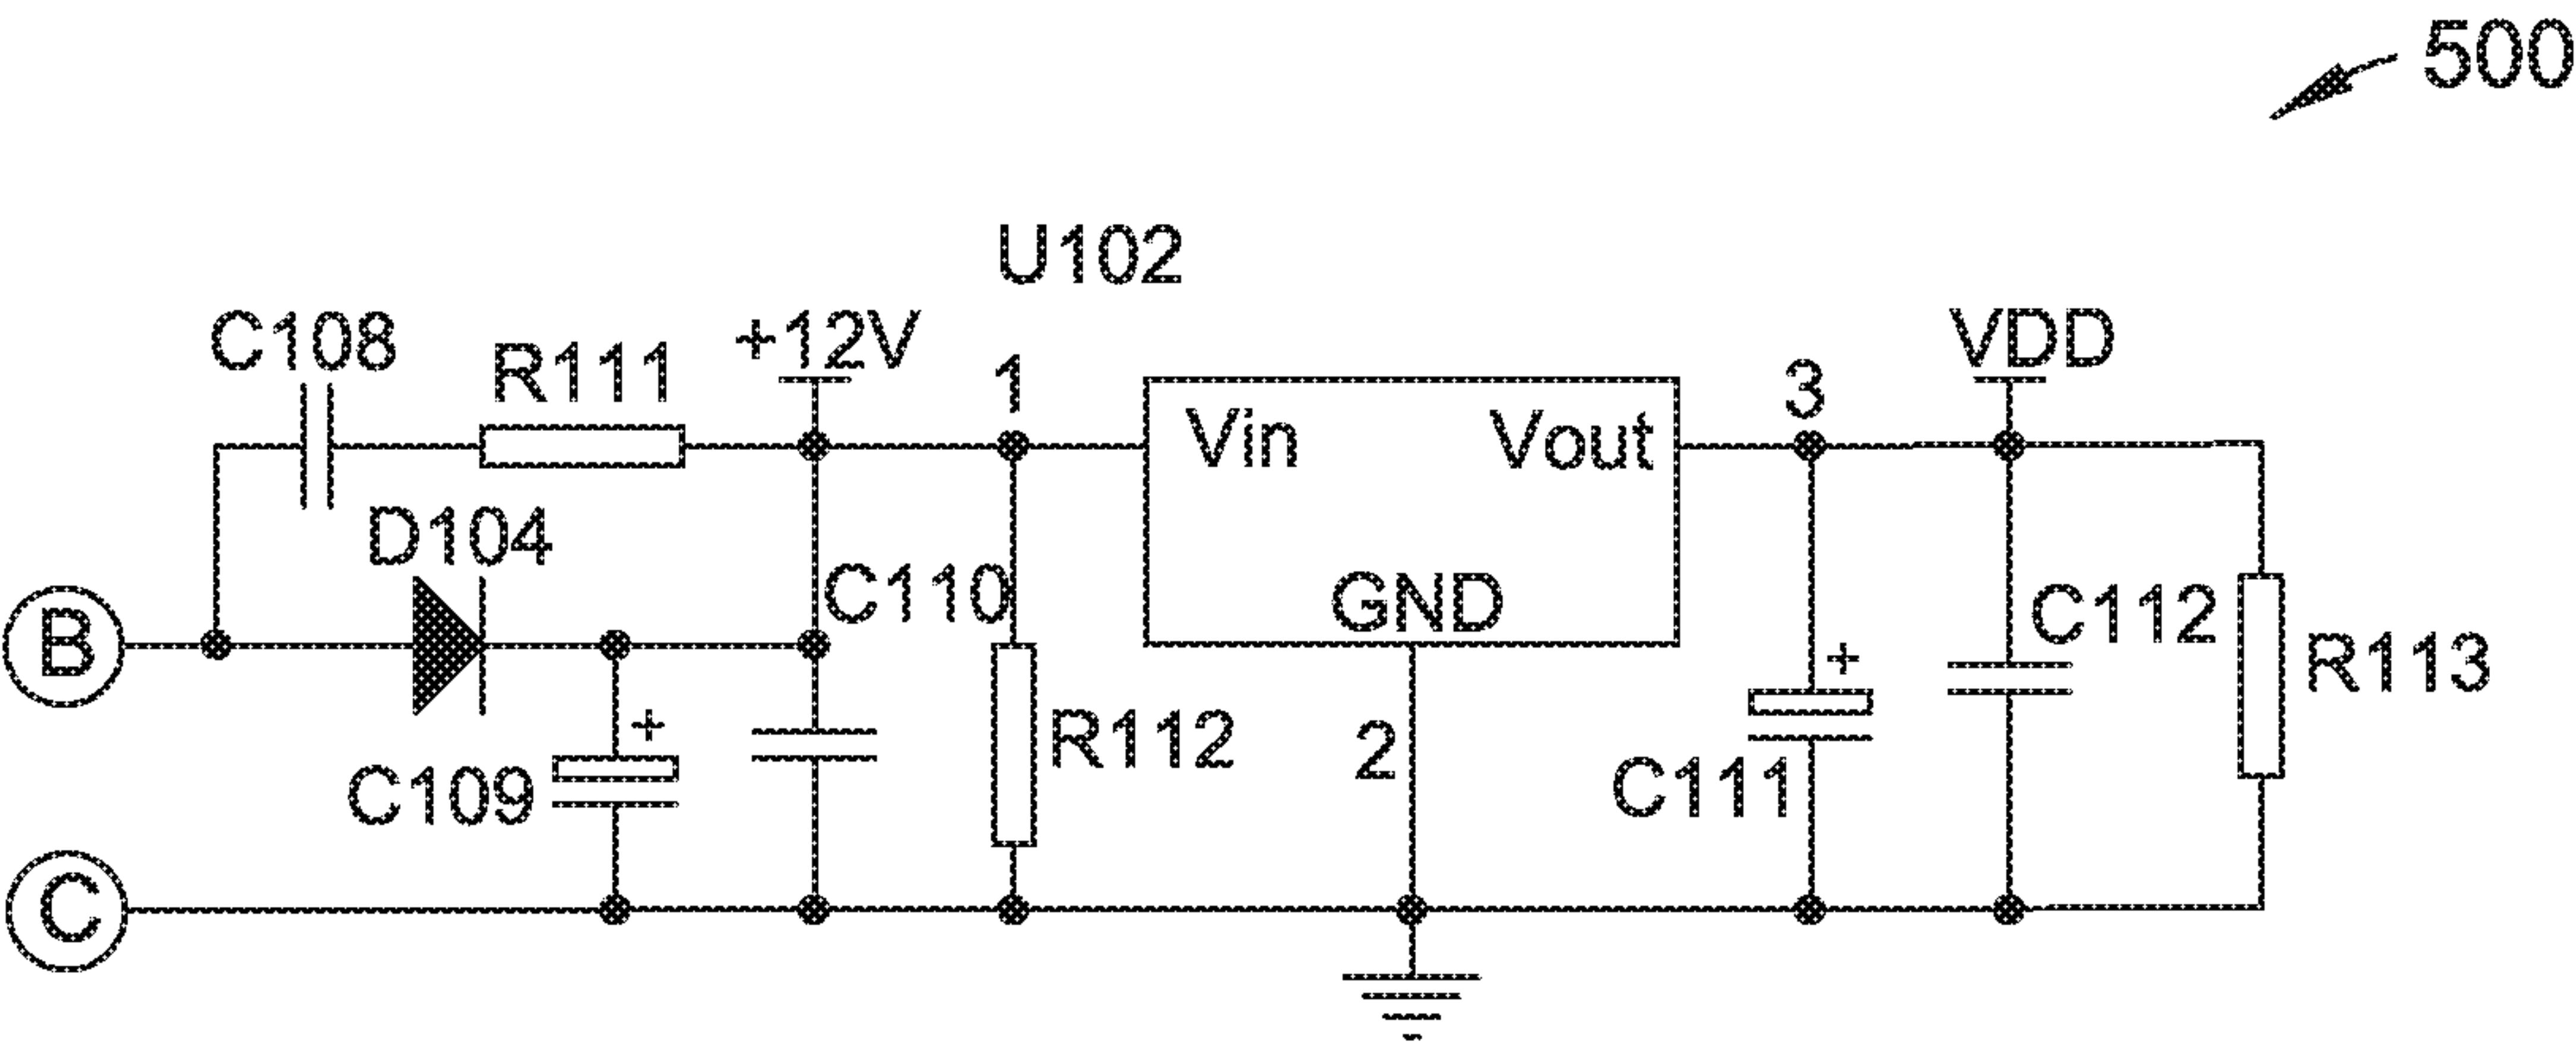 500
U102
C108
R111
+12V
1
3
VDD
Vin
Vout
D104
B
C110
GND
C112
R113
+
+
C109
R112
2
C111
C